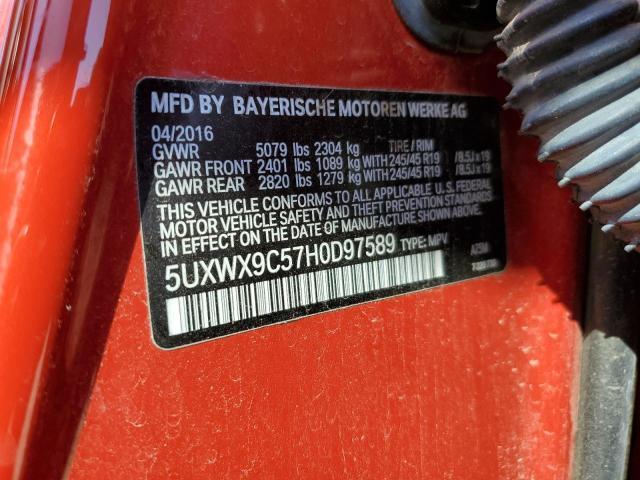 MFD BY BAYERISCHE MOTOREN WERKE AG
04/2016
GVWR 5079 lbs 2304 kg TIRE / RIM
GAWR FRONT 2401 lbs 1089 kg WITH 245/45 R19 /8.5J x 19
GAWR REAR 2820 lbs 1279 kg WITH 245/45 R19 /8.5J x 19
THIS VEHICLE CONFORMS TO ALL APPLICABLE U.S. FEDERAL
MOTOR VEHICLE SAFETY AND THEFT PREVENTION STANDARDS
IN EFFECT ON THE DATE OF MANUFACTURE SHOWN ABOVE.
5UXWX9C57H0D97589 TYPE: MPV